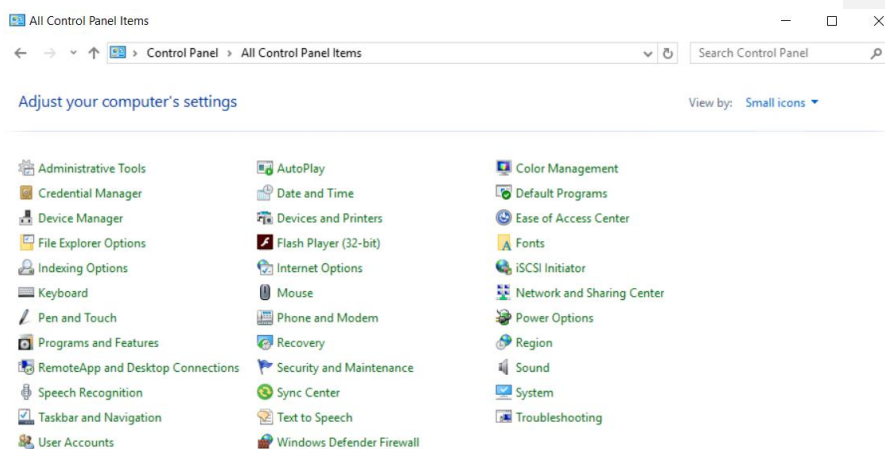 All Control Panel Items
Control Panel > All Control Panel Items
Search Control Panel
Adjust your computer's settings
View by: Small icons
Administrative Tools
AutoPlay
Color Management
Credential Manager
Date and Time
Default Programs
Device Manager
Devices and Printers
Ease of Access Center
File Explorer Options
Flash Player (32-bit)
Fonts
Indexing Options
Internet Options
iSCSI Initiator
Keyboard
Mouse
Network and Sharing Center
Pen and Touch
Phone and Modem
Power Options
Programs and Features
Recovery
Region
RemoteApp and Desktop Connections
Security and Maintenance
Sound
Speech Recognition
Sync Center
System
Taskbar and Navigation
Text to Speech
Troubleshooting
User Accounts
Windows Defender Firewall